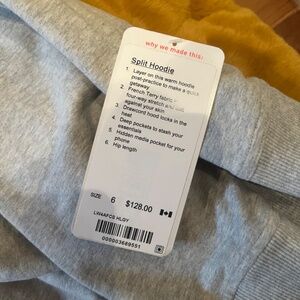 why we made this:
Split Hoodie
1. Layer on this warm hoodie
post-practice to make a quick
getaway
2. French Terry fabric
four-way stretch and
against your skin
3. Drawcord hood locks in the
heat
4. Deep pockets to stash your
essentials
5. Hidden media pocket for your
phone
6. Hip length
SIZE 6 $128.00
LW4AFCS HLGY
000003689551